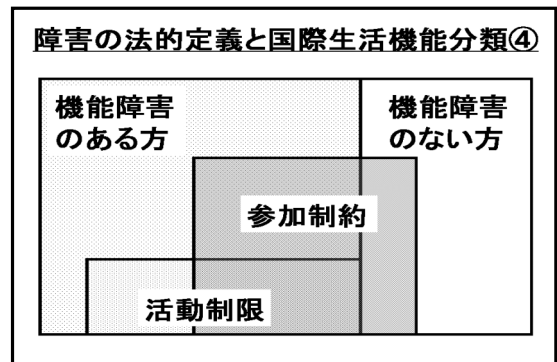 障害の法的定義と国際生活機能分類④
機能障害
のある方
機能障害
のない方
参加制約
活動制限